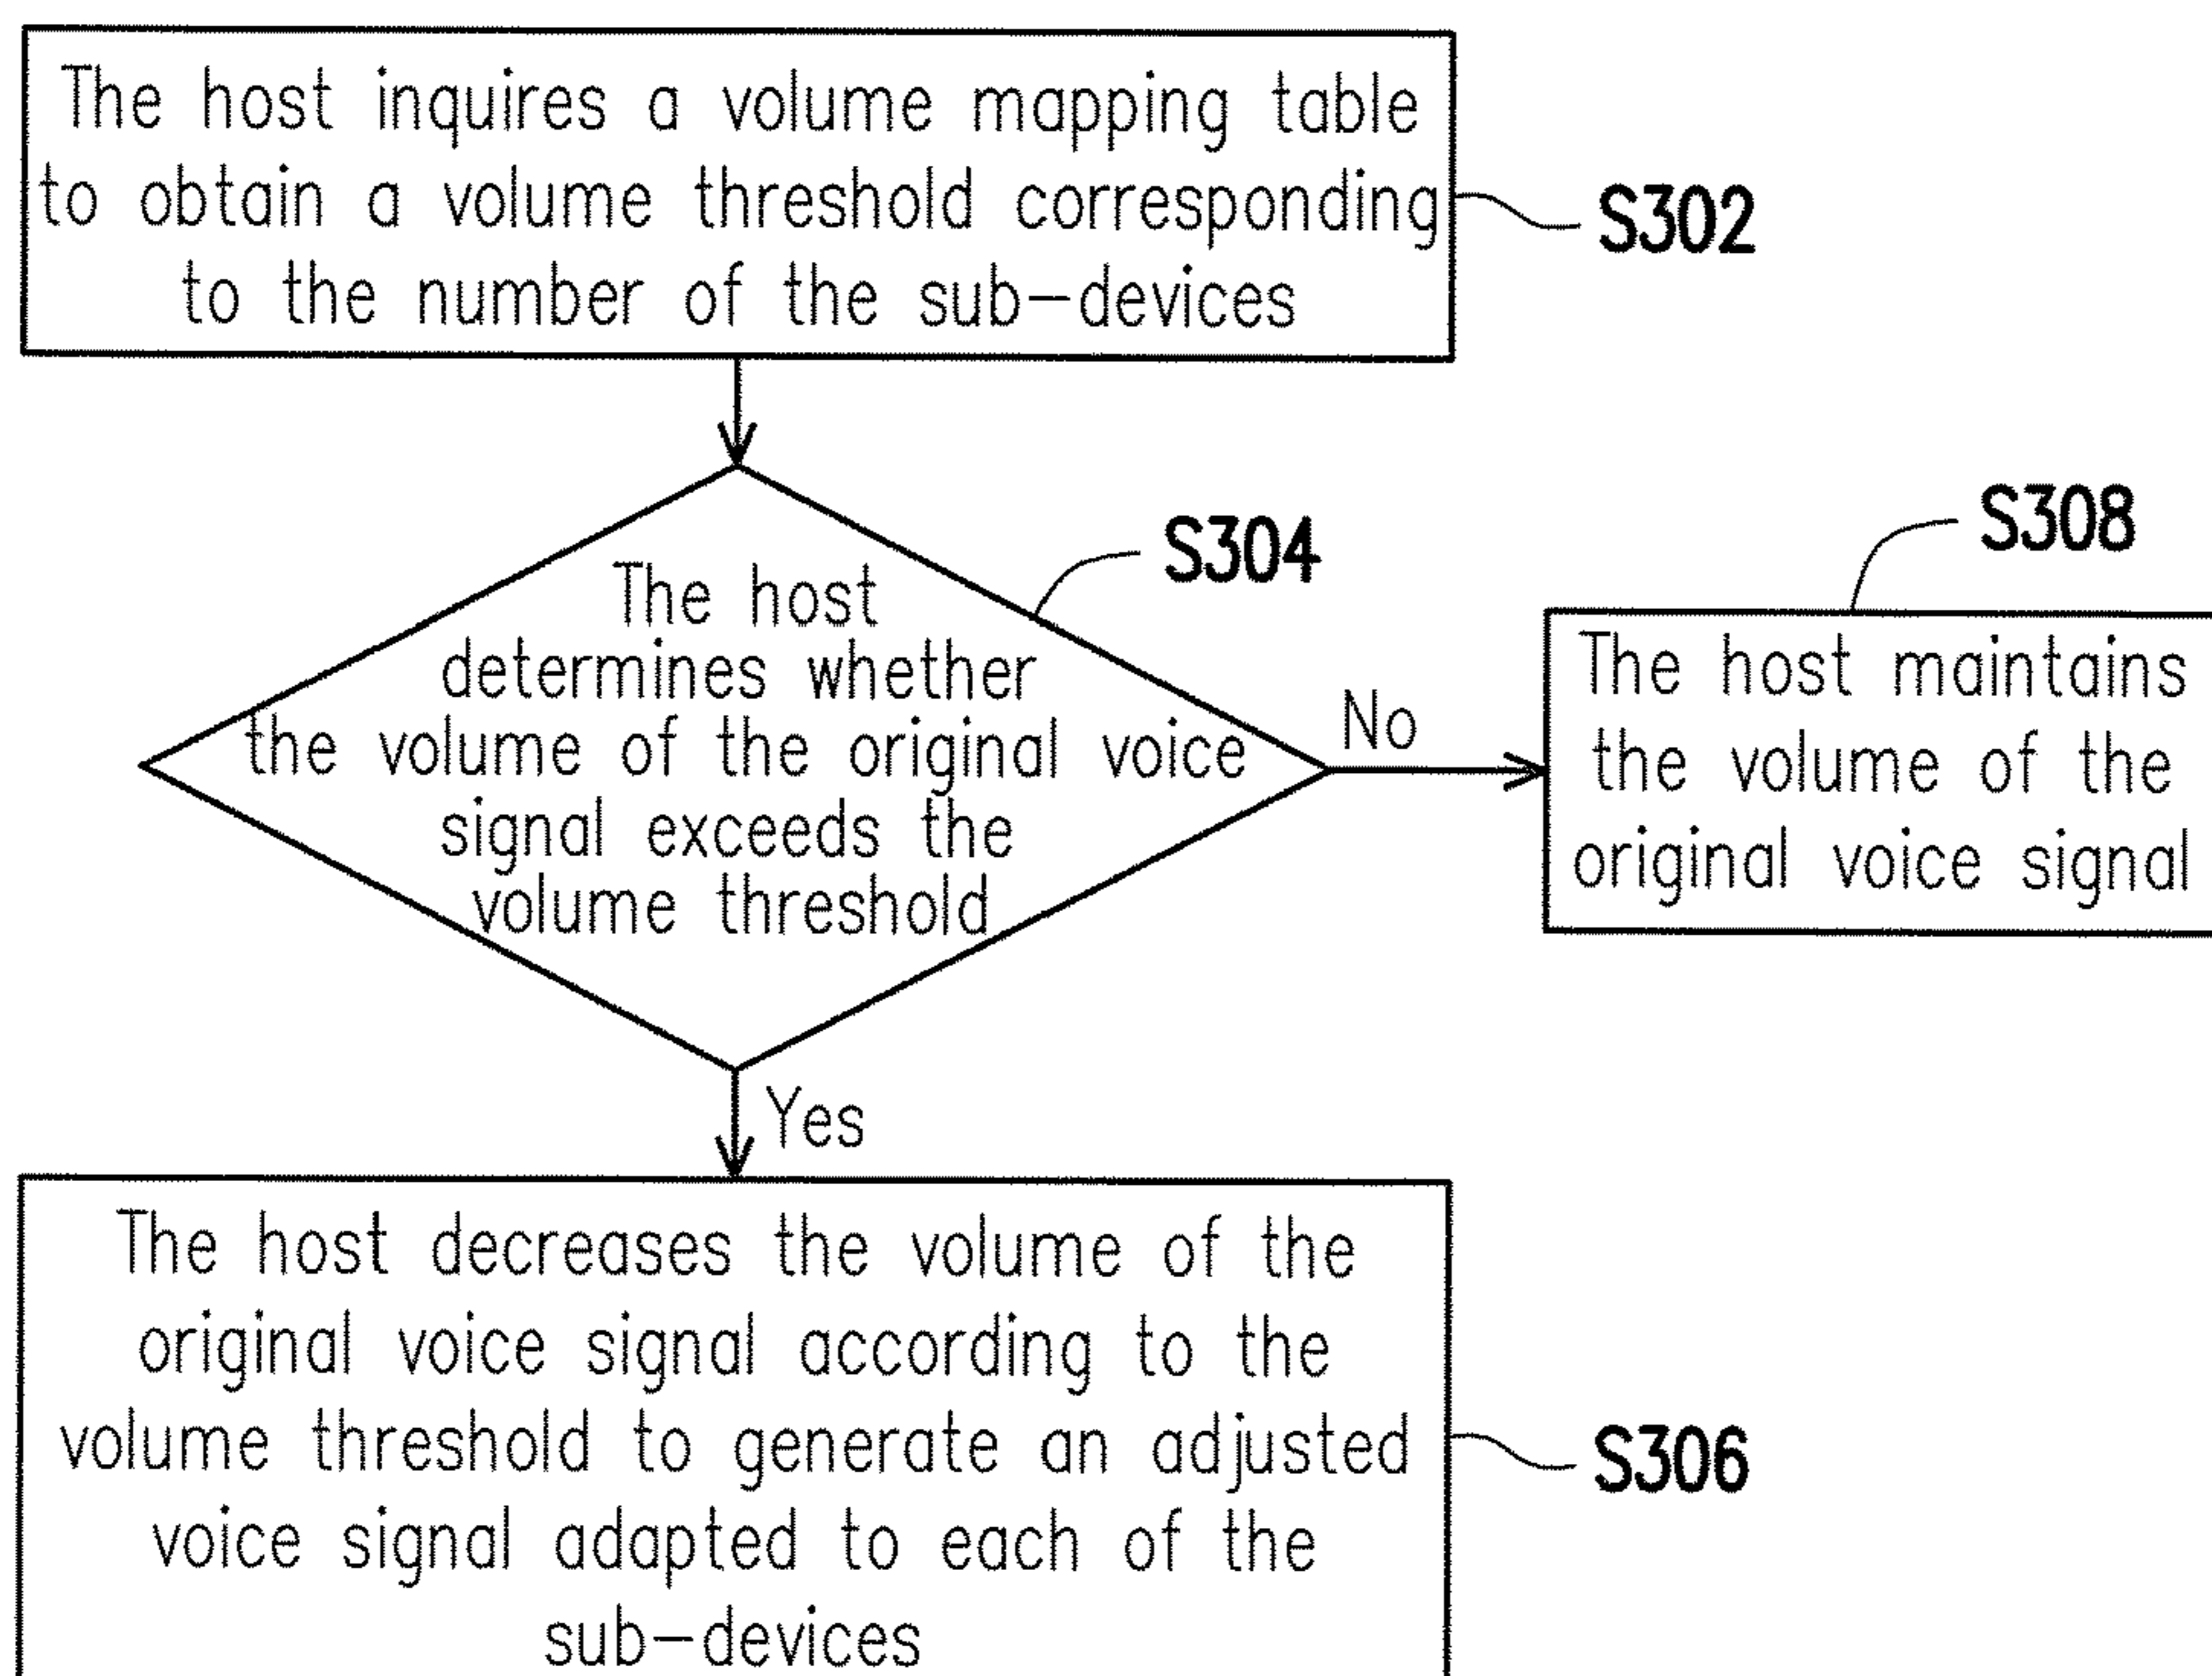 The host inquires a volume mapping table
to obtain a volume threshold corresponding
to the number of the sub-devices
S302
S304
The host
determines whether
the volume of the original voice
signal exceeds the
volume threshold
No
S308
The host maintains
the volume of the
original voice signal
Yes
The host decreases the volume of the
original voice signal according to the
volume threshold to generate an adjusted
voice signal adapted to each of the
sub-devices
S306